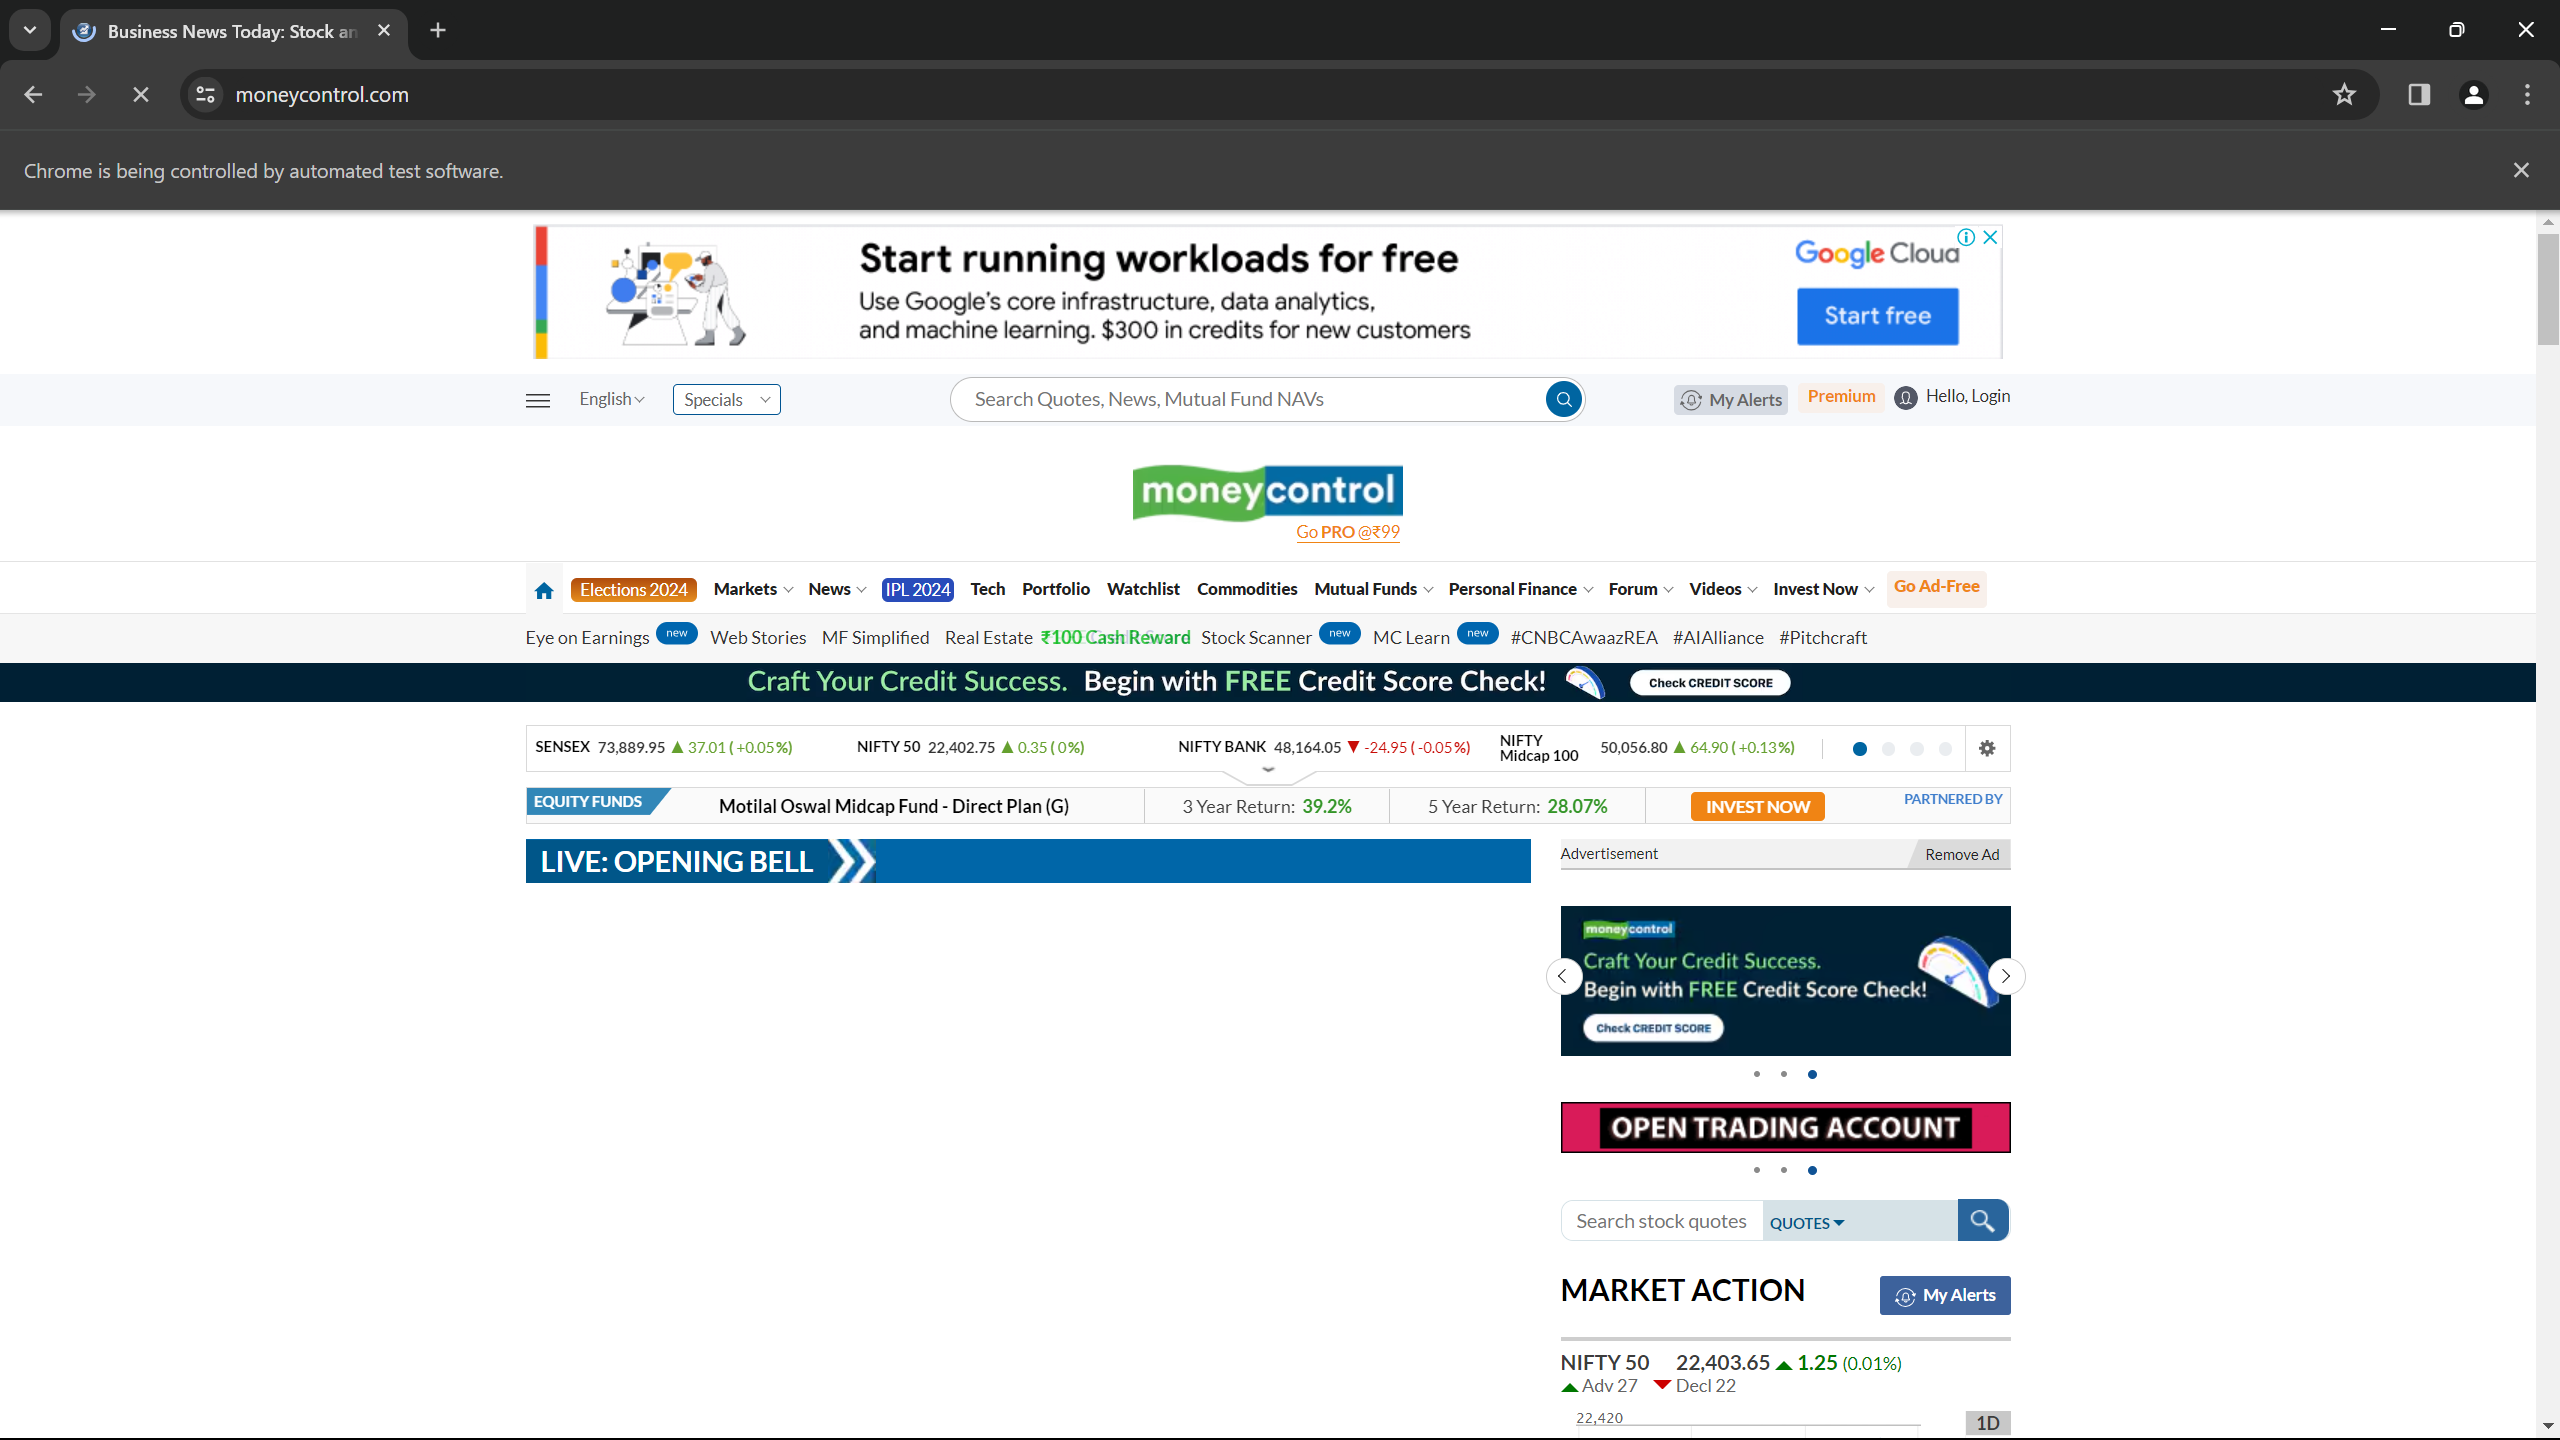 Business News Today: Stock an
moneycontrol.com
Chrome is being controlled by automated test software.
Start running workloads for free
Use Google's core infrastructure, data analytics,
and machine learning. $300 in credits for new customers
Google Cloud
Start free
English
Specials
Search Quotes, News, Mutual Fund NAVs
My Alerts
Premium
Hello, Login
moneycontrol
Go PRO @₹99
Elections 2024 Markets News IPL 2024 Tech Portfolio Watchlist Commodities Mutual Funds Personal Finance Forum Videos Invest Now Go Ad-Free
Eye on Earnings new Web Stories MF Simplified Real Estate ₹100 Cash Reward Stock Scanner new MC Learn new #CNBCAwaazREA #AIAlliance #Pitchcraft
Craft Your Credit Success. Begin with FREE Credit Score Check! Check CREDIT SCORE
SENSEX 73,889.95 ▲ 37.01 ( +0.05%) NIFTY 50 22,402.75 ▲ 0.35 ( 0%) NIFTY BANK 48,164.05 ▼ -24.95 ( -0.05%) NIFTY Midcap 100 50,056.80 ▲ 64.90 ( +0.13%)
EQUITY FUNDS Motilal Oswal Midcap Fund - Direct Plan (G) 3 Year Return: 39.2% 5 Year Return: 28.07% INVEST NOW PARTNERED BY
LIVE: OPENING BELL
Advertisement
Remove Ad
moneycontrol
Craft Your Credit Success.
Begin with FREE Credit Score Check!
Check CREDIT SCORE
OPEN TRADING ACCOUNT
Search stock quotes QUOTES
MARKET ACTION
My Alerts
NIFTY 50 22,403.65 ▲ 1.25 (0.01%)
▲ Adv 27 ▼ Decl 22
22,420
1D